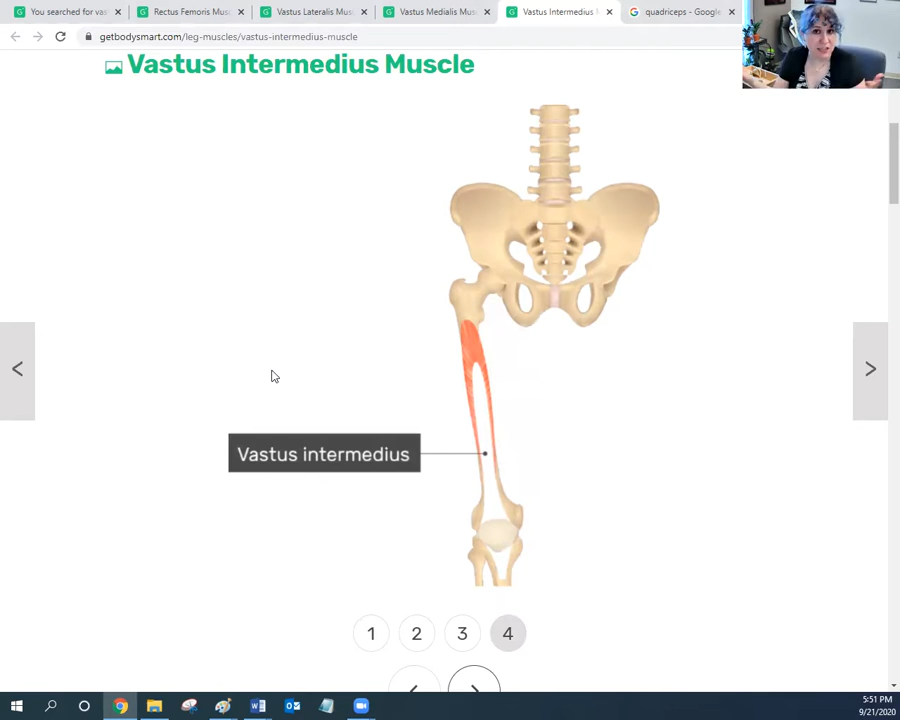 You searched for vas
Rectus Femoris Mus
Vastus Lateralis Mus
Vastus Medialis Mus
Vastus Intermedius
quadriceps - Google
getbodysmart.com/leg-muscles/vastus-intermedius-muscle
Vastus Intermedius Muscle
Vastus intermedius
1 2 3 4
5:51 PM
9/21/2020